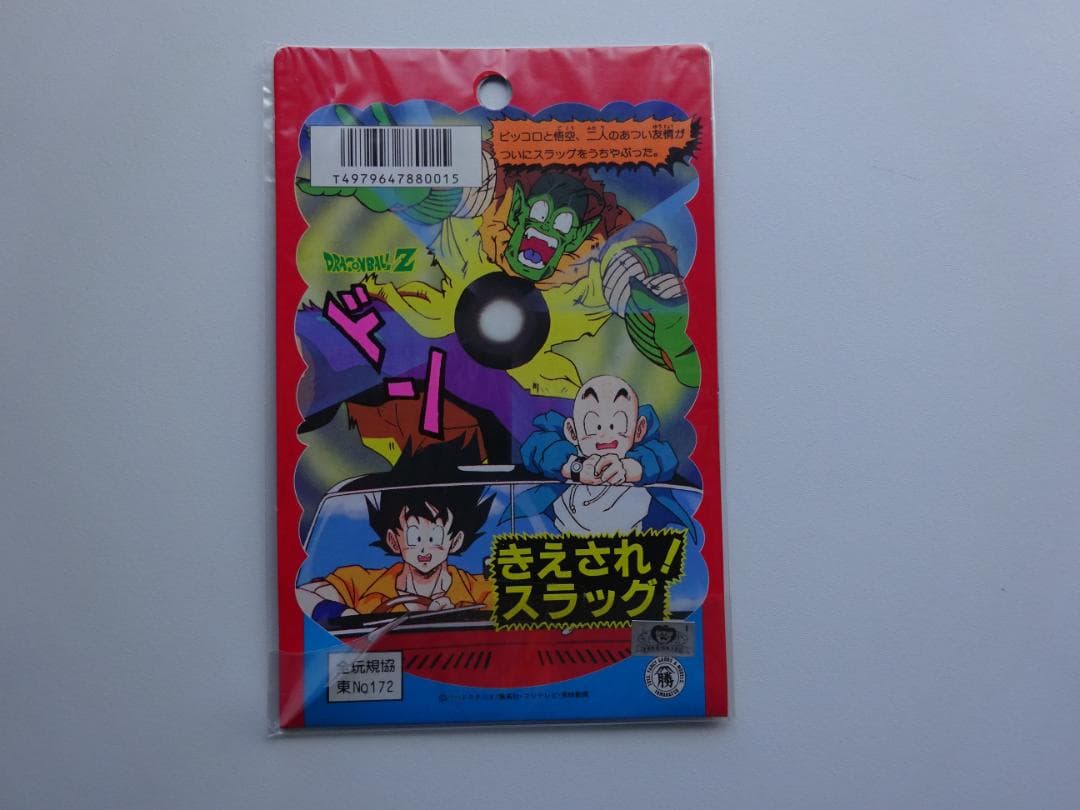 T4979647880015
ピッコロと悟空、二人のあつい友情が
ついにスラッグをうちやぶった。
DRAGONBALL Z
ドン
きえされ!
スラッグ
全玩規協
東No172
勝